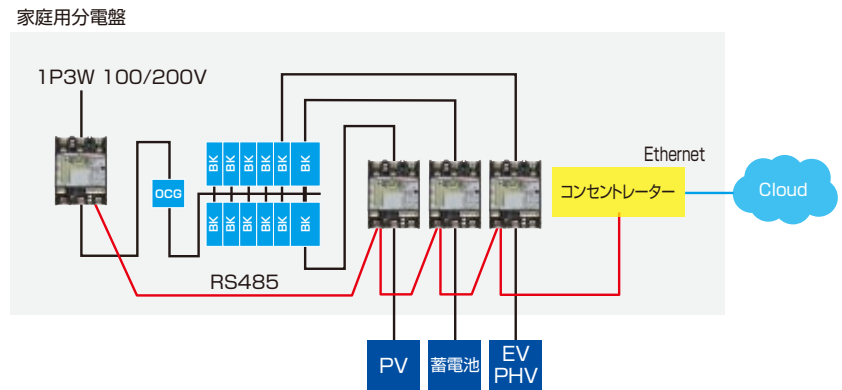 家庭用分電盤
1P3W 100/200V
BK
BK
BK
BK
BK
BK
Ethernet
OCG
コンセントレーター
Cloud
BK
BK
BK
BK
BK
BK
RS485
PV
蓄電池
EV
PHV